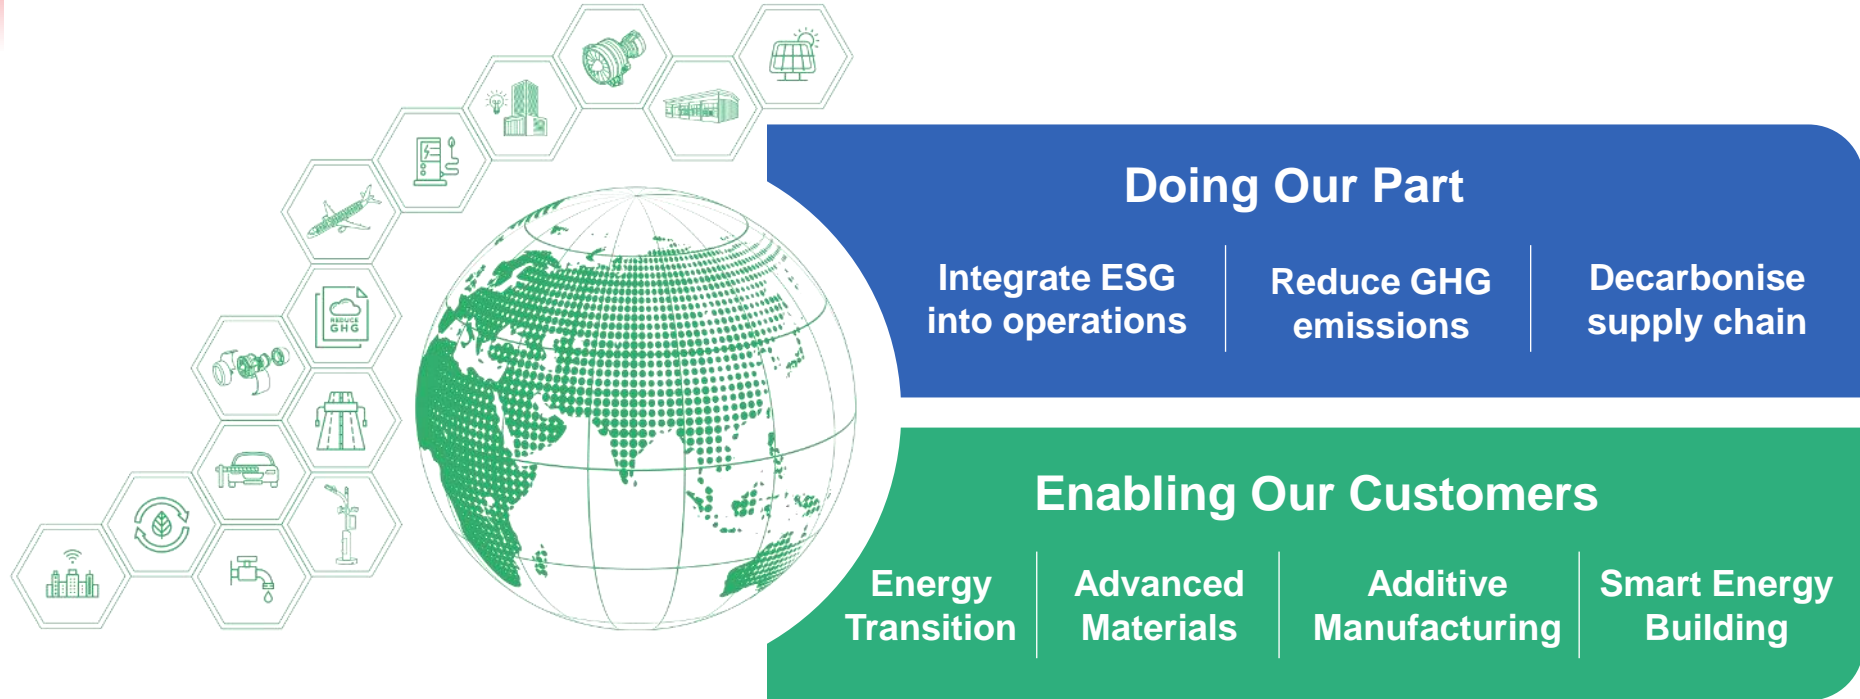 Doing Our Part
Integrate ESG
into operations
Reduce GHG
emissions
Decarbonise
supply chain
REDUCE
GHG
Enabling Our Customers
Energy
Transition
Advanced
Materials
Additive
Manufacturing
Smart Energy
Building